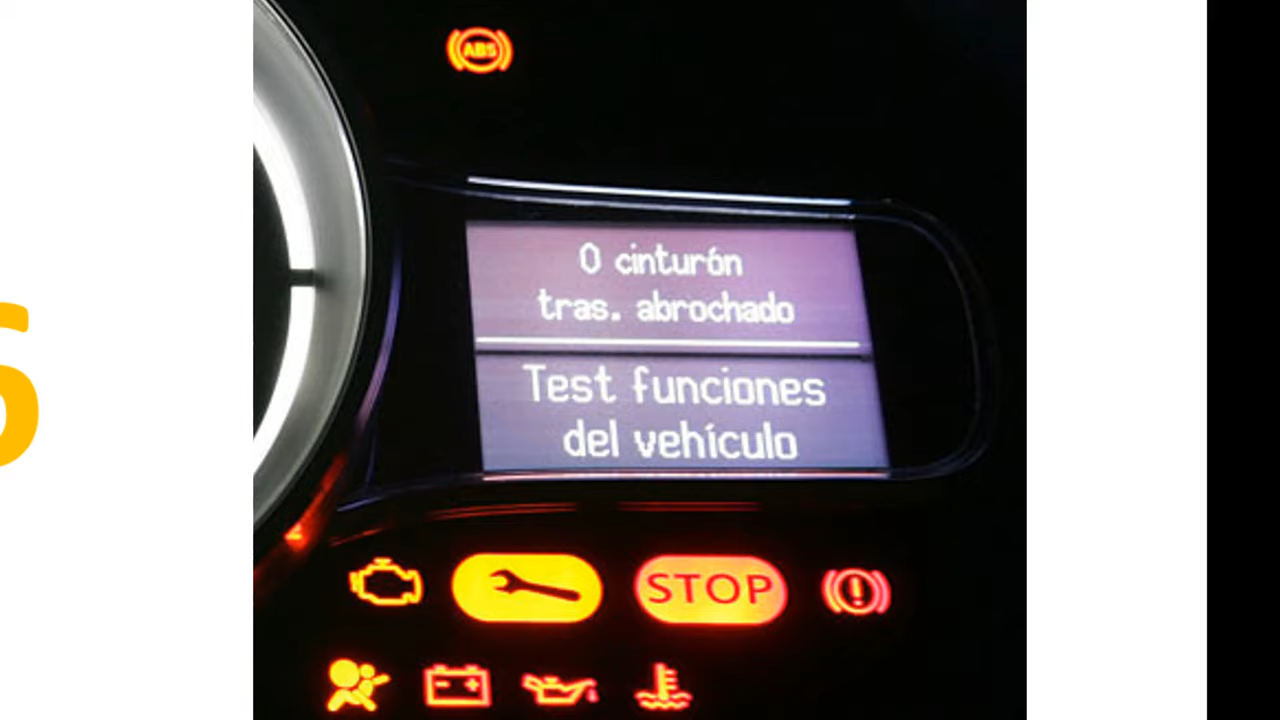 ABS
0 cinturón
tras. abrochado
Test funciones
del vehículo
STOP